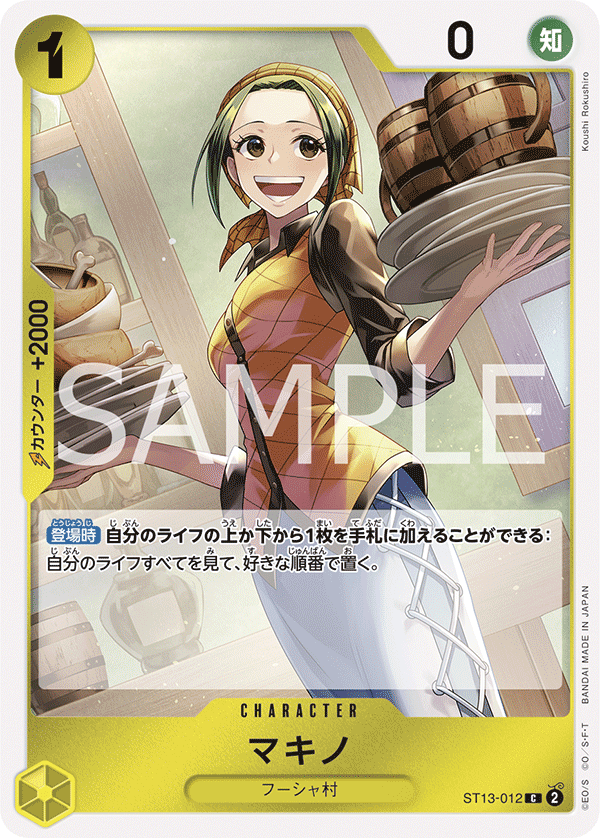 1
0
知
Koushi Rokushiro
カウンター +2000
SAMPLE
登場時 自分のライフの上か下から1枚を手札に加えることができる：
自分のライフすべてを見て、好きな順番で置く。
CHARACTER
マキノ
フーシャ村
ST13-012 C 2
©E.O/S ©O/S・F・T BANDAI MADE IN JAPAN